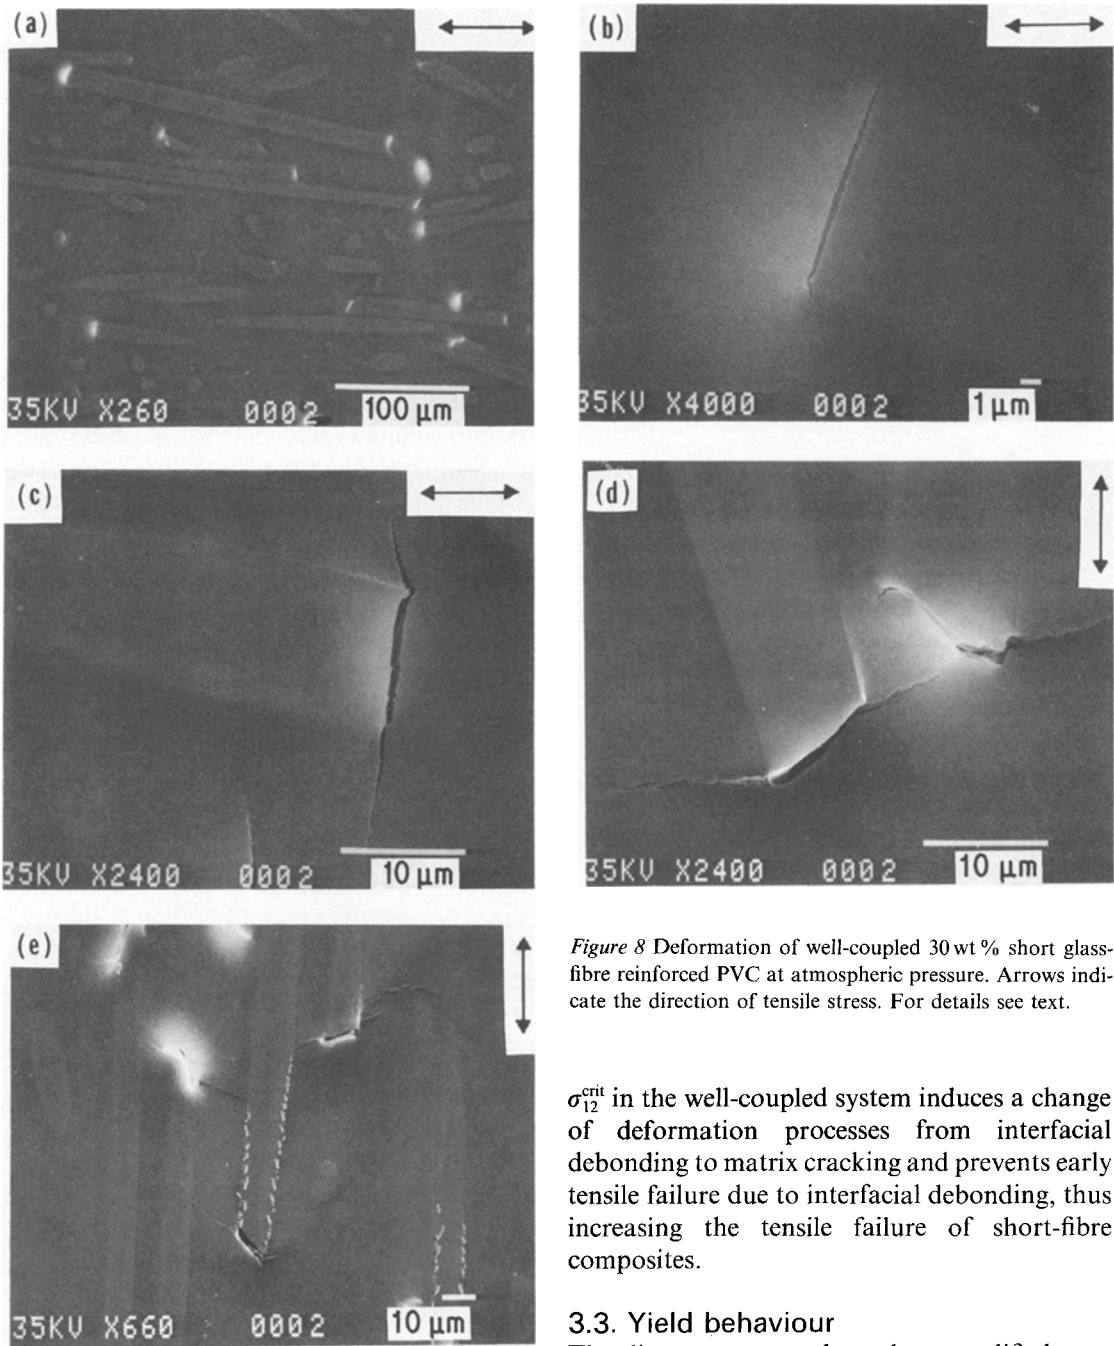 (a)
35KV X260 0002 100 μm
(b)
35KV X4000 0002 1 μm
(c)
35KV X2400 0002 10 μm
(d)
35KV X2400 0002 10 μm
(e)
35KV X660 0002 10 μm
Figure 8 Deformation of well-coupled 30 wt % short glass-
fibre reinforced PVC at atmospheric pressure. Arrows indi-
cate the direction of tensile stress. For details see text.
σ₁₂ᶜʳⁱᵗ in the well-coupled system induces a change
of deformation processes from interfacial
debonding to matrix cracking and prevents early
tensile failure due to interfacial debonding, thus
increasing the tensile failure of short-fibre
composites.
3.3. Yield behaviour